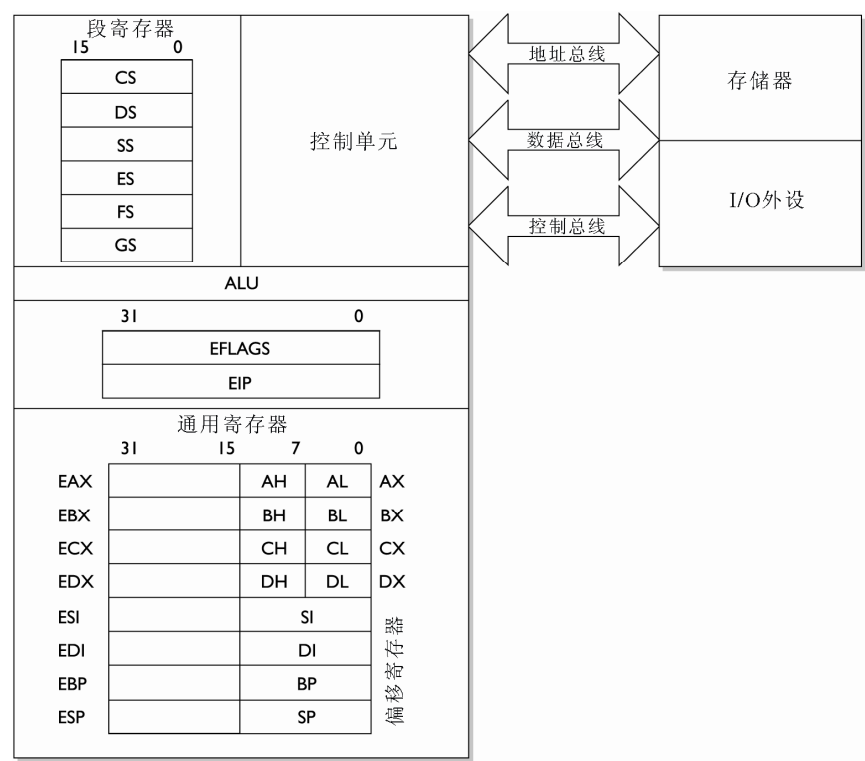 段寄存器
15 0
CS
DS
SS
ES
FS
GS
控制单元
地址总线
数据总线
控制总线
存储器
I/O外设
ALU
31 0
EFLAGS
EIP
通用寄存器
31 15 7 0
EAX AH AL AX
EBX BH BL BX
ECX CH CL CX
EDX DH DL DX
ESI SI
EDI DI
EBP BP
ESP SP
偏移寄存器